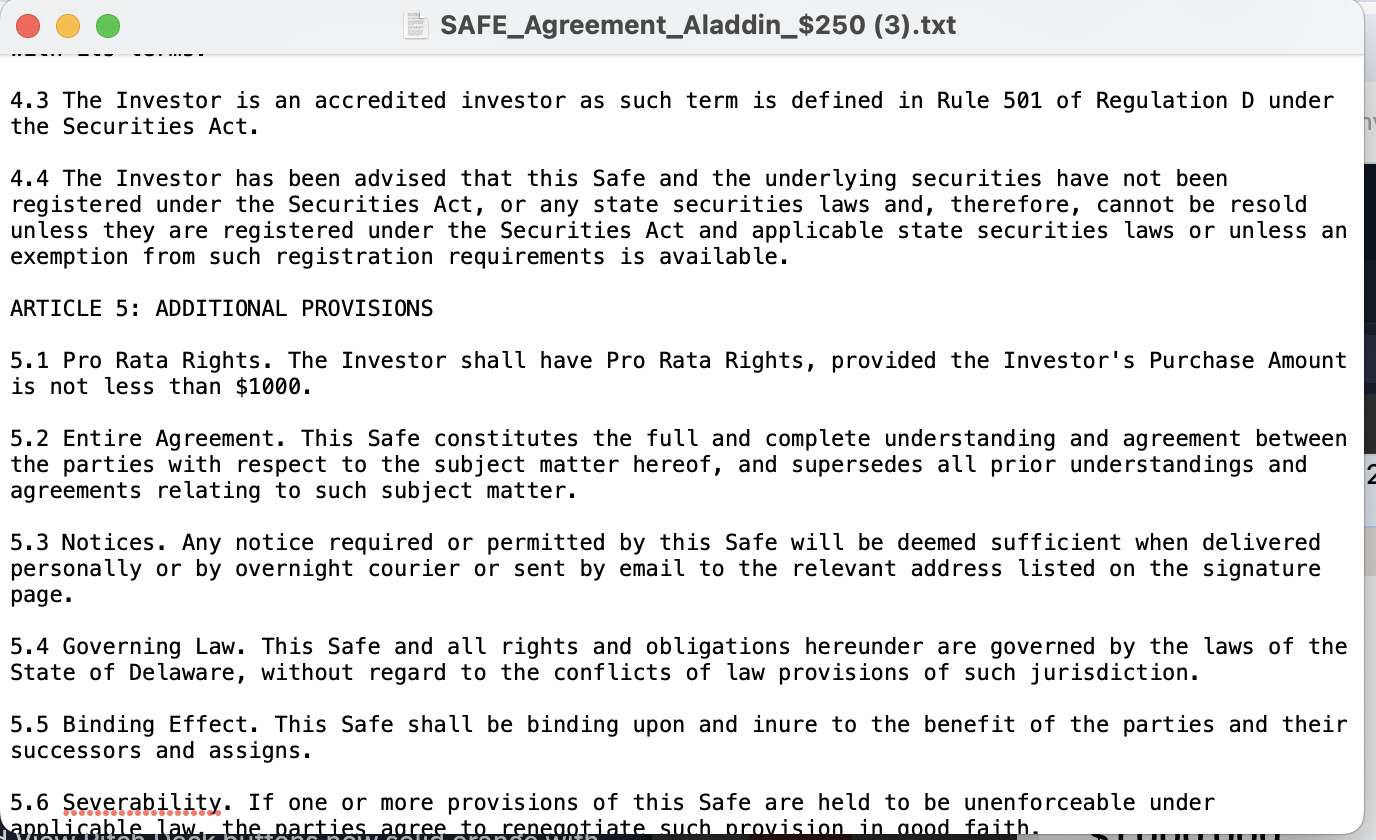 SAFE_Agreement_Aladdin_$250 (3).txt
with its terms.
4.3 The Investor is an accredited investor as such term is defined in Rule 501 of Regulation D under
the Securities Act.
4.4 The Investor has been advised that this Safe and the underlying securities have not been
registered under the Securities Act, or any state securities laws and, therefore, cannot be resold
unless they are registered under the Securities Act and applicable state securities laws or unless an
exemption from such registration requirements is available.
ARTICLE 5: ADDITIONAL PROVISIONS
5.1 Pro Rata Rights. The Investor shall have Pro Rata Rights, provided the Investor's Purchase Amount
is not less than $1000.
5.2 Entire Agreement. This Safe constitutes the full and complete understanding and agreement between
the parties with respect to the subject matter hereof, and supersedes all prior understandings and
agreements relating to such subject matter.
5.3 Notices. Any notice required or permitted by this Safe will be deemed sufficient when delivered
personally or by overnight courier or sent by email to the relevant address listed on the signature
page.
5.4 Governing Law. This Safe and all rights and obligations hereunder are governed by the laws of the
State of Delaware, without regard to the conflicts of law provisions of such jurisdiction.
5.5 Binding Effect. This Safe shall be binding upon and inure to the benefit of the parties and their
successors and assigns.
5.6 Severability. If one or more provisions of this Safe are held to be unenforceable under
applicable law, the parties agree to renegotiate such provision in good faith.